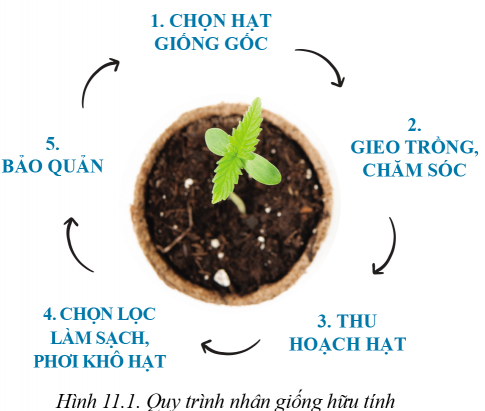 1. CHỌN HẠT
GIỐNG GỐC
2.
GIEO TRỒNG,
CHĂM SÓC
3. THU
HOẠCH HẠT
4. CHỌN LỌC
LÀM SẠCH,
PHƠI KHÔ HẠT
5.
BẢO QUẢN
Hình 11.1. Quy trình nhân giống hữu tính